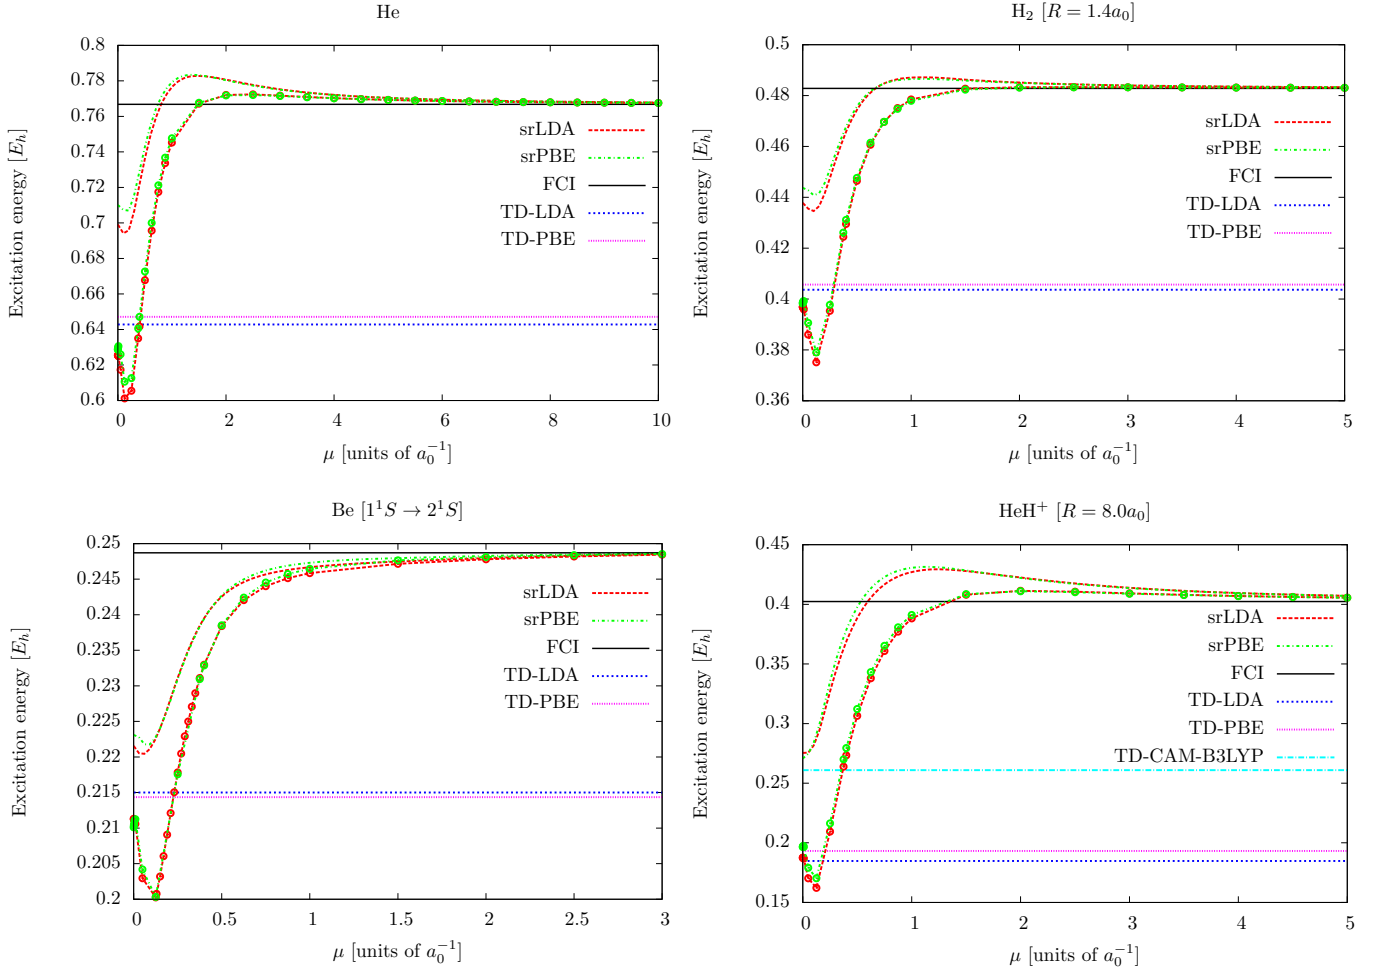 He
0.8
0.78
0.76
0.74
0.72
0.7
0.68
0.66
0.64
0.62
0.6
Excitation energy [E_h]
srLDA
srPBE
FCI
TD-LDA
TD-PBE
0 2 4 6 8 10
μ [units of a_0^{-1}]
H₂ [R = 1.4a₀]
0.5
0.48
0.46
0.44
0.42
0.4
0.38
0.36
Excitation energy [E_h]
srLDA
srPBE
FCI
TD-LDA
TD-PBE
0 1 2 3 4 5
μ [units of a_0^{-1}]
Be [1¹S → 2¹S]
0.25
0.245
0.24
0.235
0.23
0.225
0.22
0.215
0.21
0.205
0.2
Excitation energy [E_h]
srLDA
srPBE
FCI
TD-LDA
TD-PBE
0 0.5 1 1.5 2 2.5 3
μ [units of a_0^{-1}]
HeH⁺ [R = 8.0a₀]
0.45
0.4
0.35
0.3
0.25
0.2
0.15
Excitation energy [E_h]
srLDA
srPBE
FCI
TD-LDA
TD-PBE
TD-CAM-B3LYP
0 1 2 3 4 5
μ [units of a_0^{-1}]